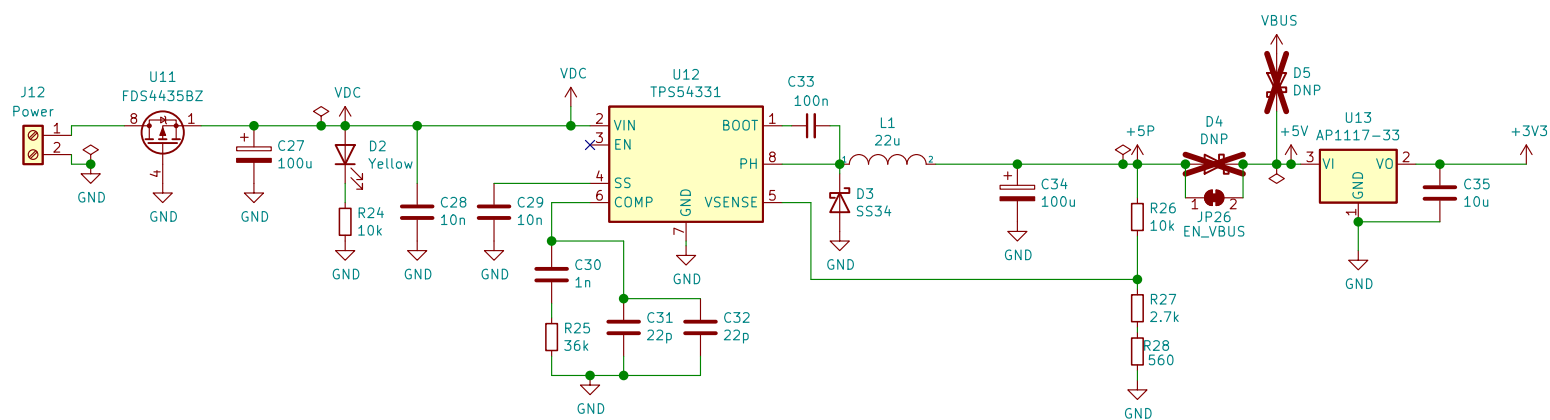 J12
Power
1
2
GND
U11
FDS4435BZ
8
1
4
GND
+
C27
100u
GND
VDC
D2
Yellow
R24
10k
GND
C28
10n
GND
C29
10n
GND
VDC
U12
TPS54331
2
VIN
3
EN
4
SS
6
COMP
BOOT
1
PH
8
VSENSE
5
GND
7
GND
C30
1n
R25
36k
C31
22p
C32
22p
GND
C33
100n
L1
22u
1
2
D3
SS34
GND
+
C34
100u
GND
+5P
R26
10k
R27
2.7k
R28
560
GND
D4
DNP
1
2
JP26
EN_VBUS
VBUS
D5
DNP
+5V
U13
AP1117-33
3
VI
VO
2
GND
1
GND
C35
10u
+3V3